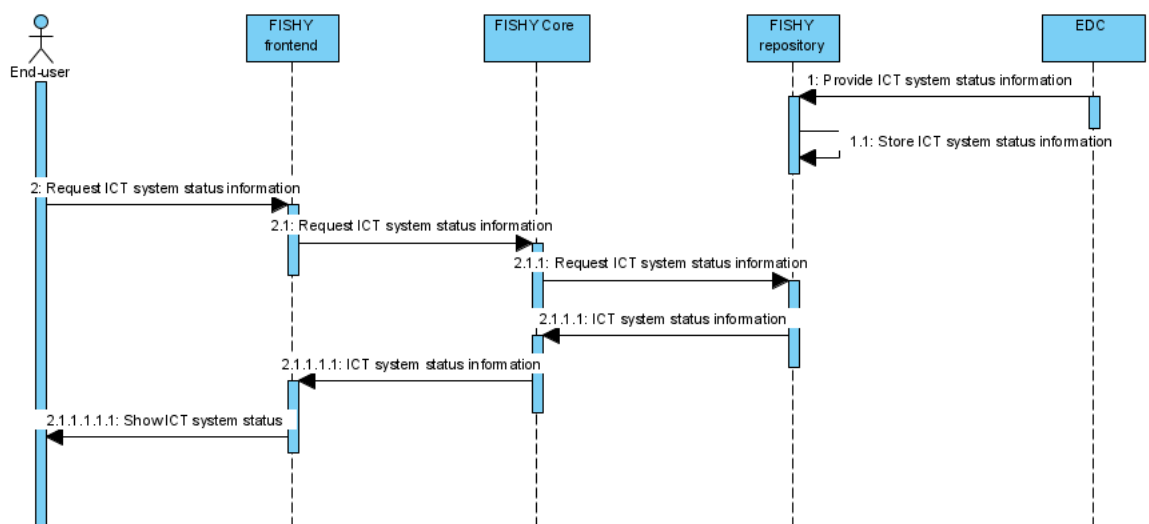 FISHY
frontend
FISHY Core
FISHY
repository
EDC
End-user
1: Provide ICT system status information
1.1: Store ICT system status information
2: Request ICT system status information
2.1: Request ICT system status information
2.1.1: Request ICT system status information
2.1.1.1: ICT system status information
2.1.1.1.1: ICT system status information
2.1.1.1.1.1: Show ICT system status